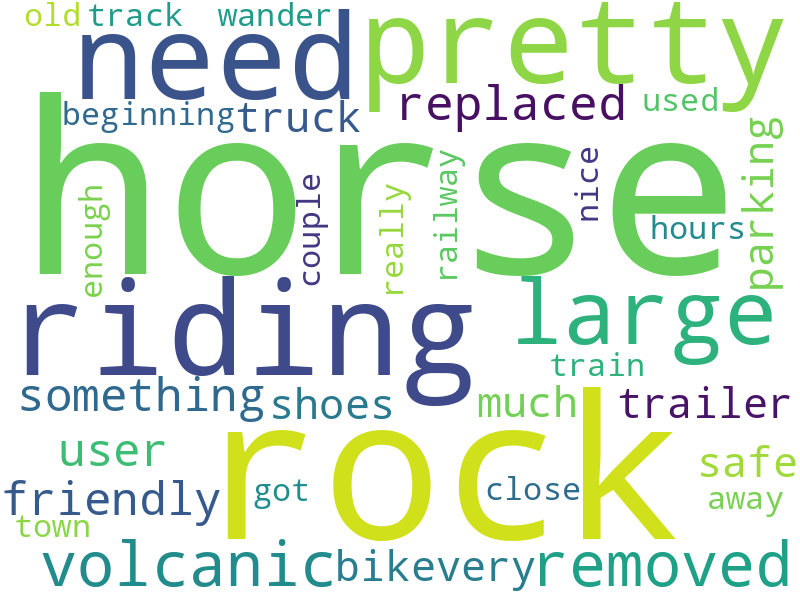 old track wander
need pretty
beginning truck replaced used
horse
enough couple really railway nice hours parking
riding large
train
something shoes much trailer
rock
user safe
friendly got close away
town
volcanic bike very removed